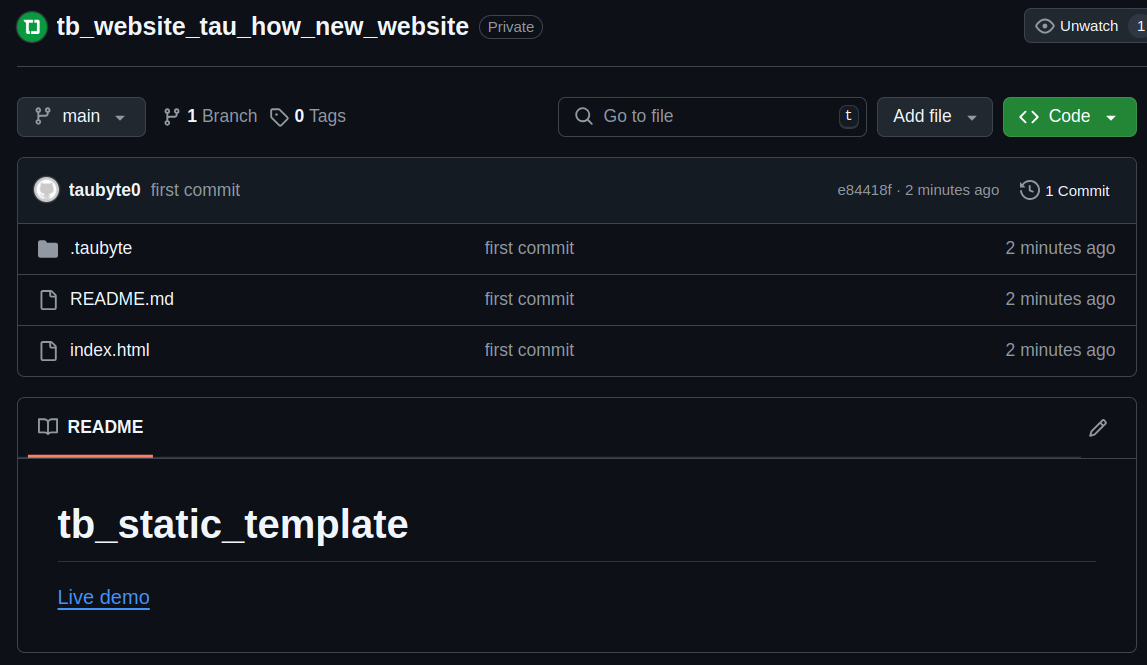 tb_website_tau_how_new_website Private Unwatch 1
main 1 Branch 0 Tags Go to file t Add file Code
taubyte0 first commit e84418f · 2 minutes ago 1 Commit
.taubyte first commit 2 minutes ago
README.md first commit 2 minutes ago
index.html first commit 2 minutes ago
README
tb_static_template
Live demo